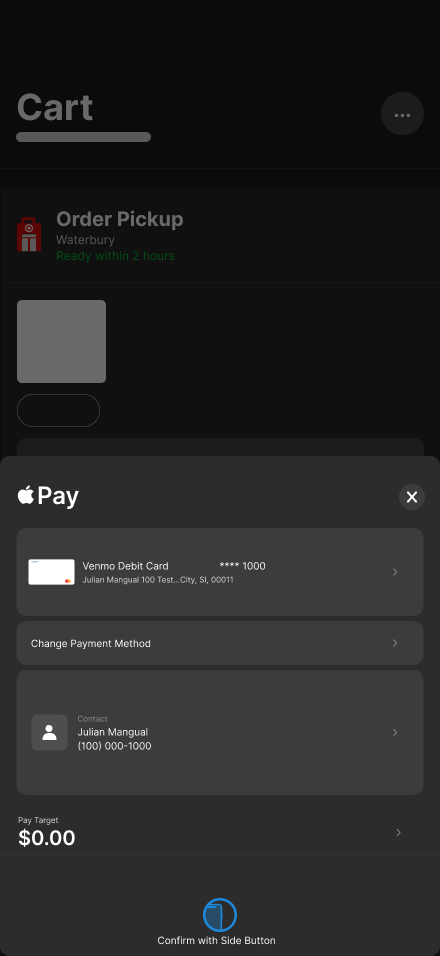 Cart
Order Pickup
Waterbury
Ready within 2 hours
Pay
Venmo Debit Card **** 1000
Julian Mangual 100 Test...City, SI, 00011
Change Payment Method
Contact
Julian Mangual
(100) 000-1000
Pay Target
$0.00
Confirm with Side Button